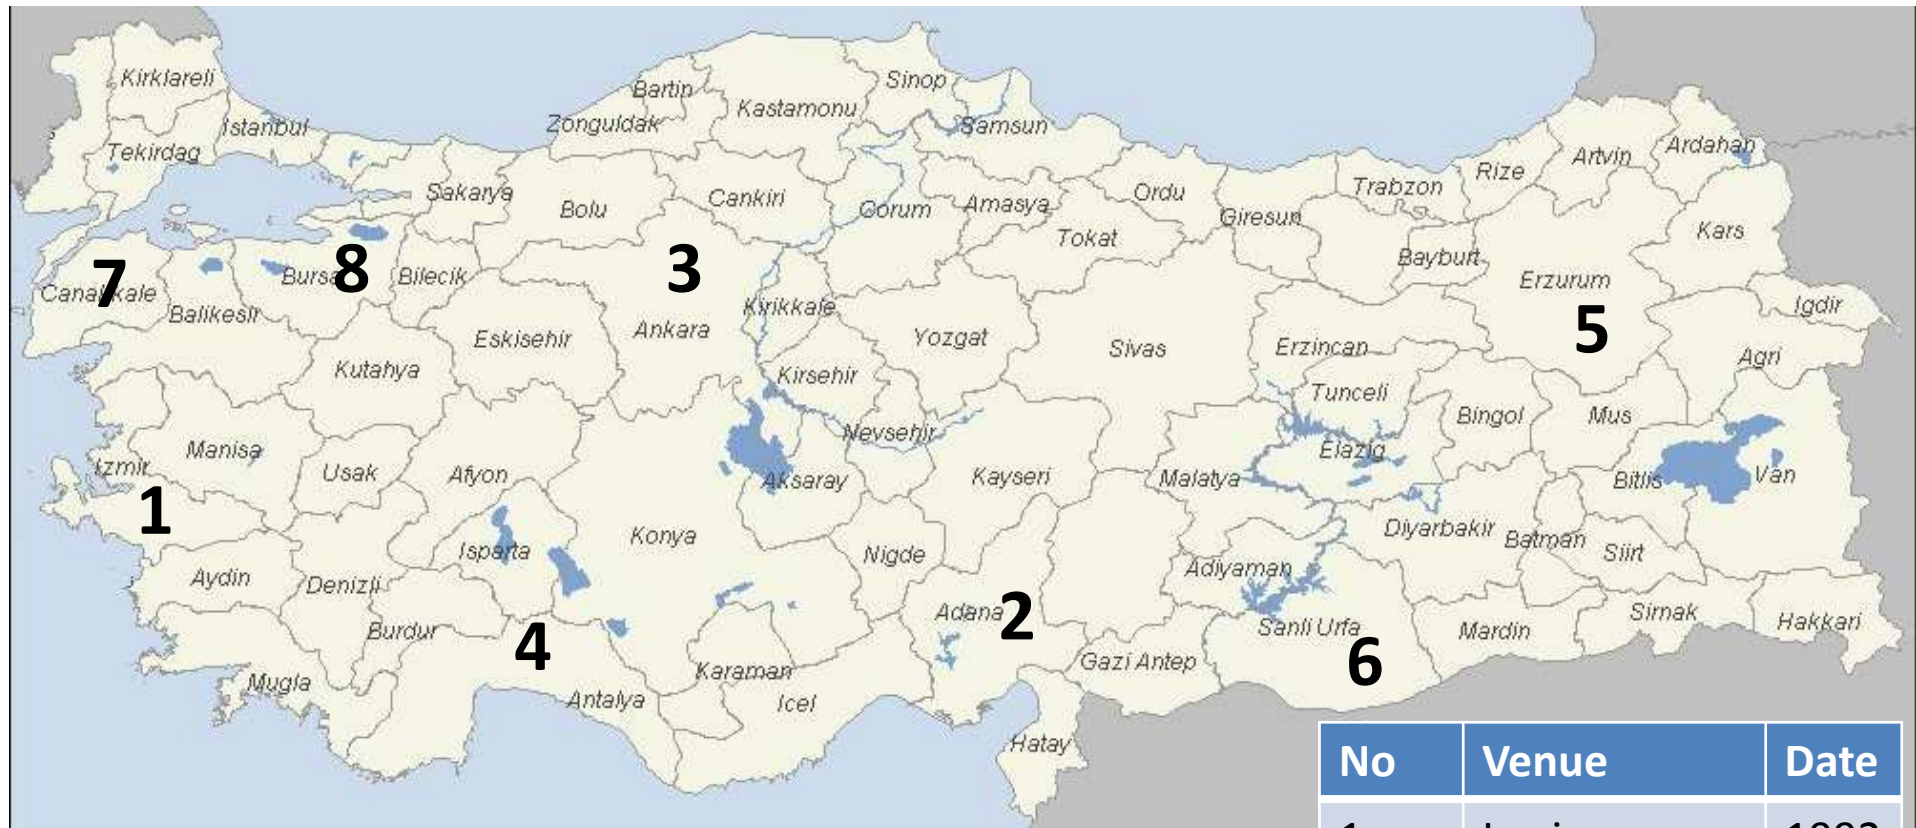 Kirklareli
Tekirdag
Istanbul
Sakarya
Zonguldak
Bartin
Kastamonu
Sinop
Samsun
Bolu
Cankiri
Corum
Amasya
Tokat
Ordu
Giresun
Trabzon
Rize
Artvin
Ardahan
Kars
Bayburt
Erzurum
5
Igdir
Agri
7
Canakkale
Balikesir
Bursa
8
Bilecik
3
Ankara
Kirikkale
Eskisehir
Kutahya
Kirsehir
Yozgat
Sivas
Erzincan
Tunceli
Bingol
Mus
Manisa
Izmir
1
Usak
Afyon
Nevsehir
Aksaray
Kayseri
Malatya
Elazig
Bitlis
Van
Konya
Isparta
Nigde
Diyarbakir
Batman
Siirt
Adiyaman
Aydin
Denizli
Burdur
4
Adana
2
Sanli Urfa
6
Mardin
Sirnak
Hakkari
Mugla
Antalya
Karaman
Icel
Gazi Antep
Hatay
No Venue Date